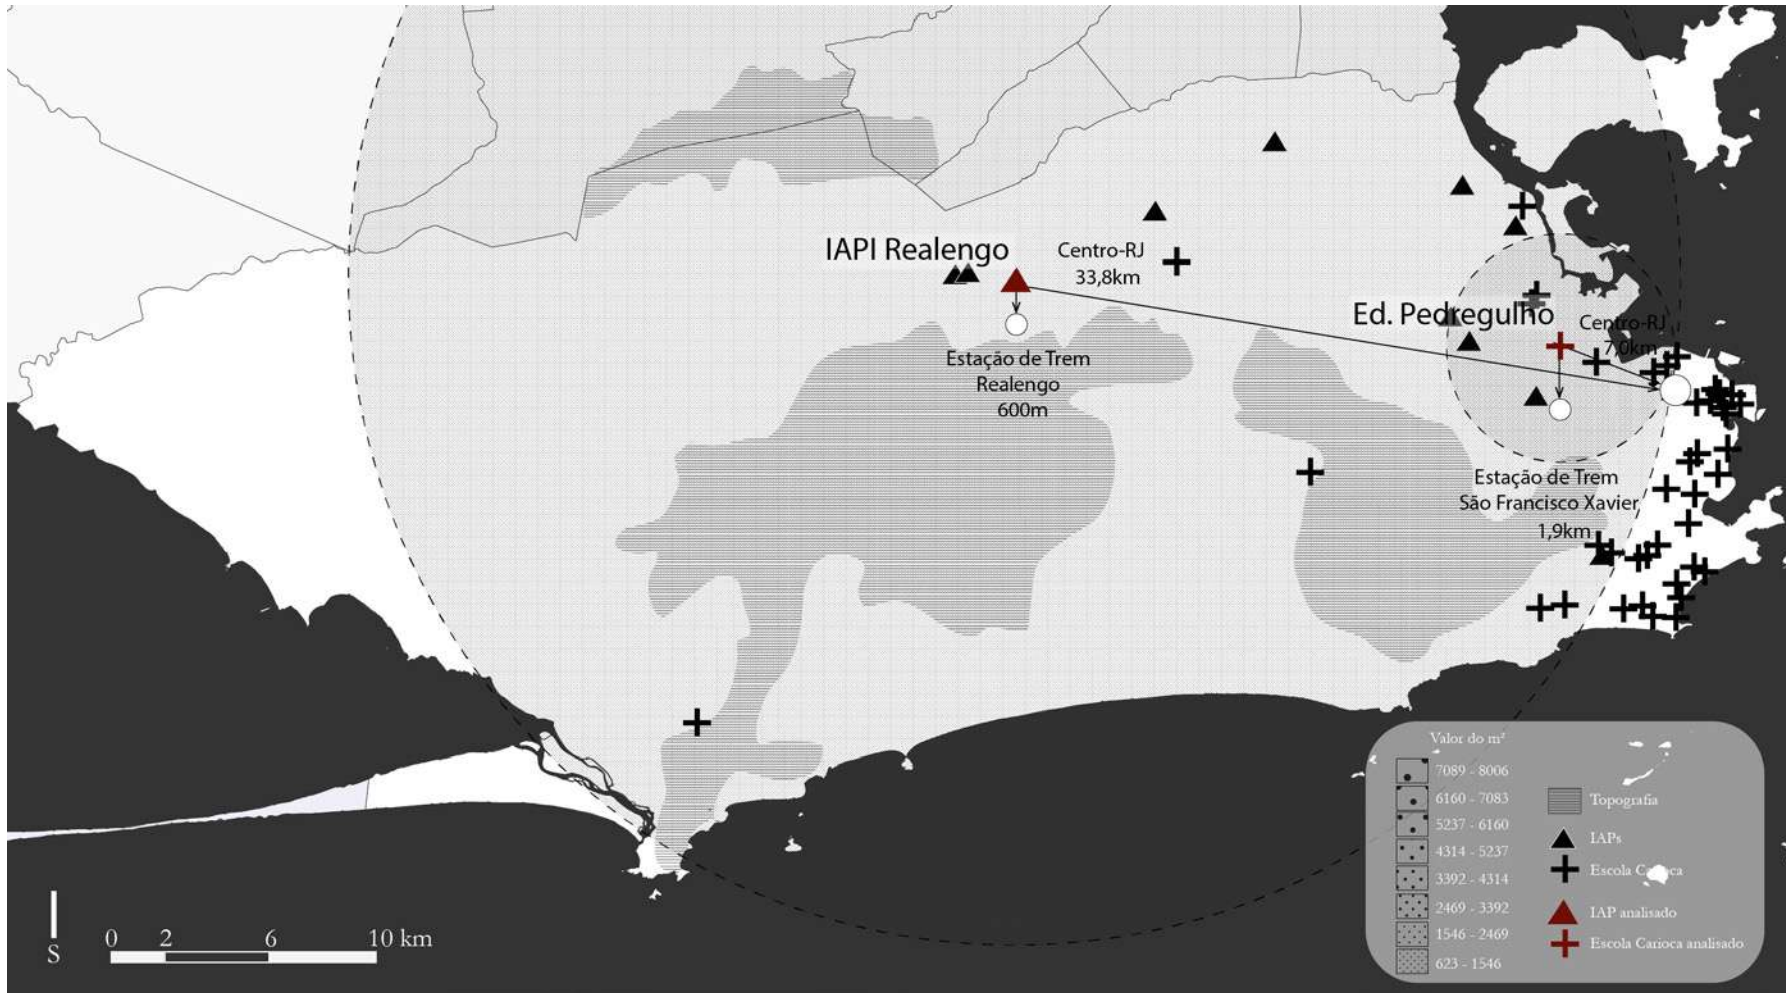 IAPI Realengo
Centro-RJ
33,8km
Ed. Pedregulho
Centro-RJ
7,0km
Estação de Trem
Realengo
600m
Estação de Trem
São Francisco Xavier
1,9km
Valor do m²
7089 - 8006
6160 - 7083
5237 - 6160
4314 - 5237
3392 - 4314
2469 - 3392
1546 - 2469
623 - 1546
Topografia
IAPs
Escola Carioca
IAP analisado
Escola Carioca analisado
S
0 2 6 10 km